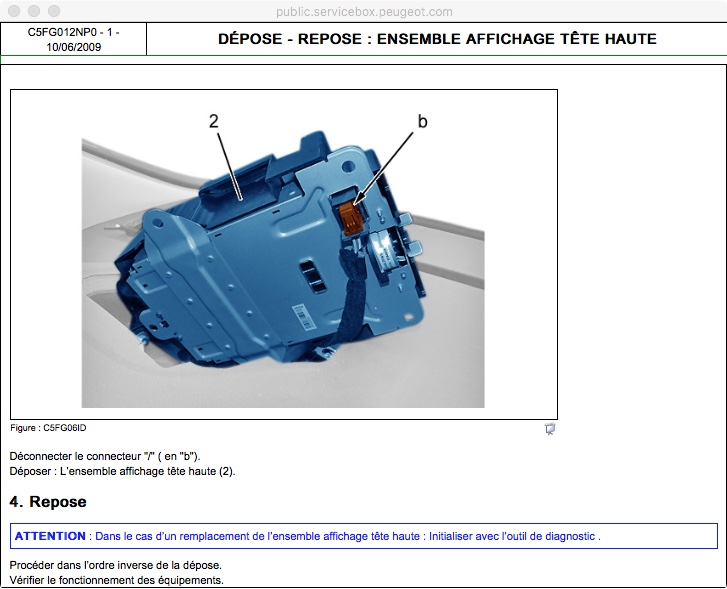 public.servicebox.peugeot.com
C5FG012NP0 - 1 -
10/06/2009
DÉPOSE - REPOSE : ENSEMBLE AFFICHAGE TÊTE HAUTE
2
b
Figure : C5FG06ID
Déconnecter le connecteur "/" ( en "b").
Déposer : L'ensemble affichage tête haute (2).
4. Repose
ATTENTION : Dans le cas d'un remplacement de l'ensemble affichage tête haute : Initialiser avec l'outil de diagnostic .
Procéder dans l'ordre inverse de la dépose.
Vérifier le fonctionnement des équipements.